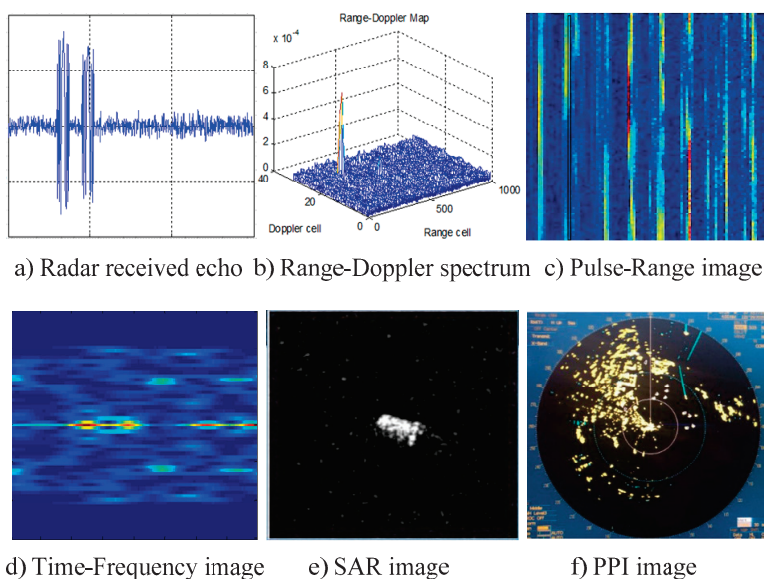 Range-Doppler Map
x 10⁻⁴
8
6
4
2
0
40
20
0
Doppler cell
0
500
1000
Range cell
a) Radar received echo b) Range-Doppler spectrum c) Pulse-Range image
d) Time-Frequency image e) SAR image f) PPI image